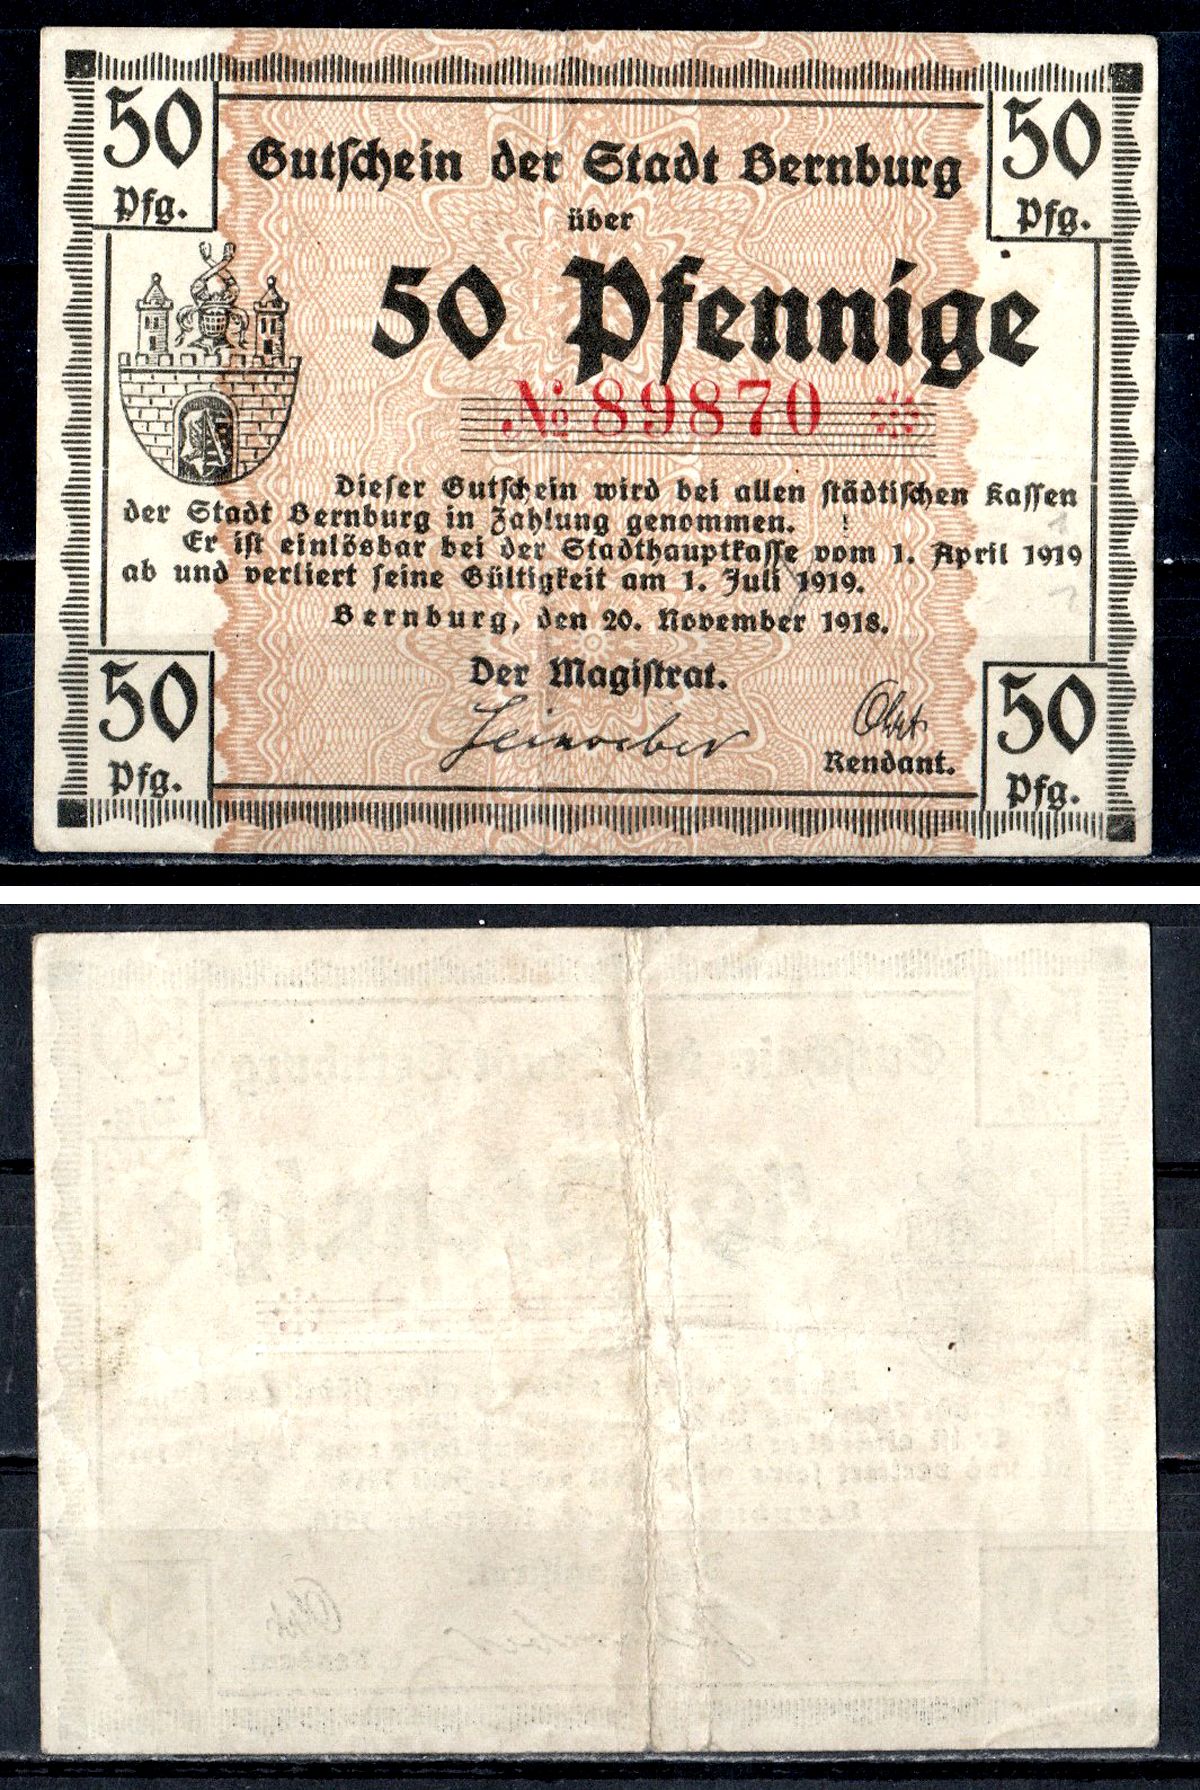 50 50
Pfg. Pfg.
Gutschein der Stadt Bernburg
über
50 Pfennige
No 89870 *
Dieser Gutschein wird bei allen städtischen Kassen
der Stadt Bernburg in Zahlung genommen.
Er ist einlösbar bei der Stadthauptkasse vom 1. April 1919
ab und verliert seine Gültigkeit am 1. Juli 1919.
Bernburg, den 20. November 1918.
Der Magistrat.
Rendant.
50 50
Pfg. Pfg.